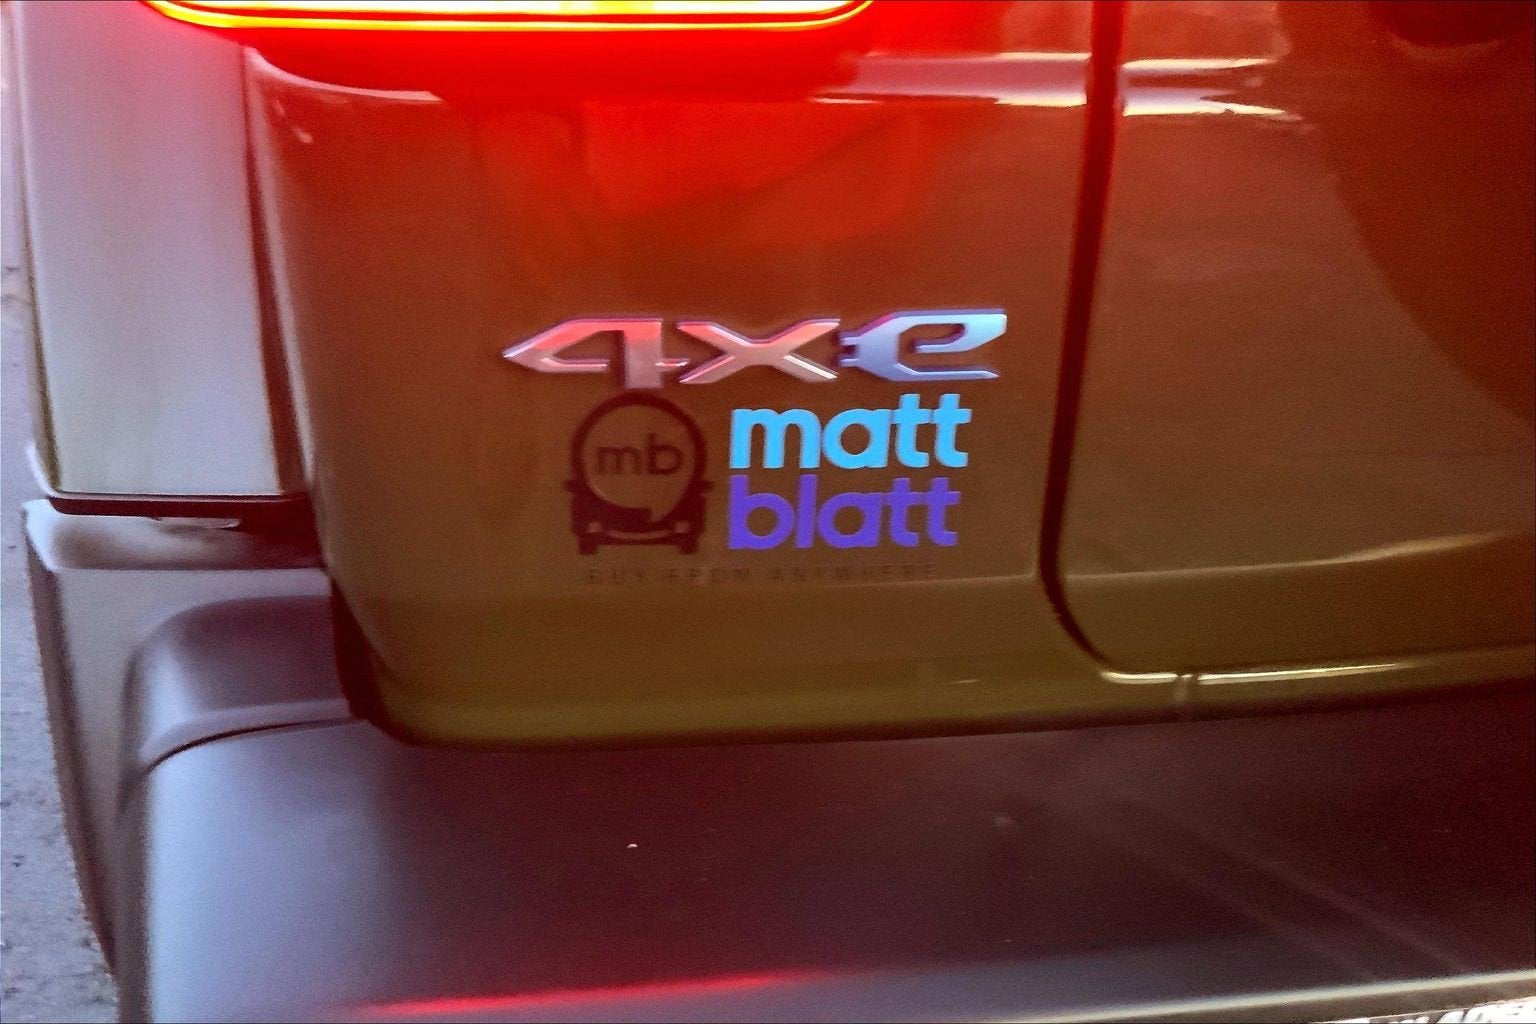 4xe
mb
matt
blatt
BUY FROM ANYWHERE